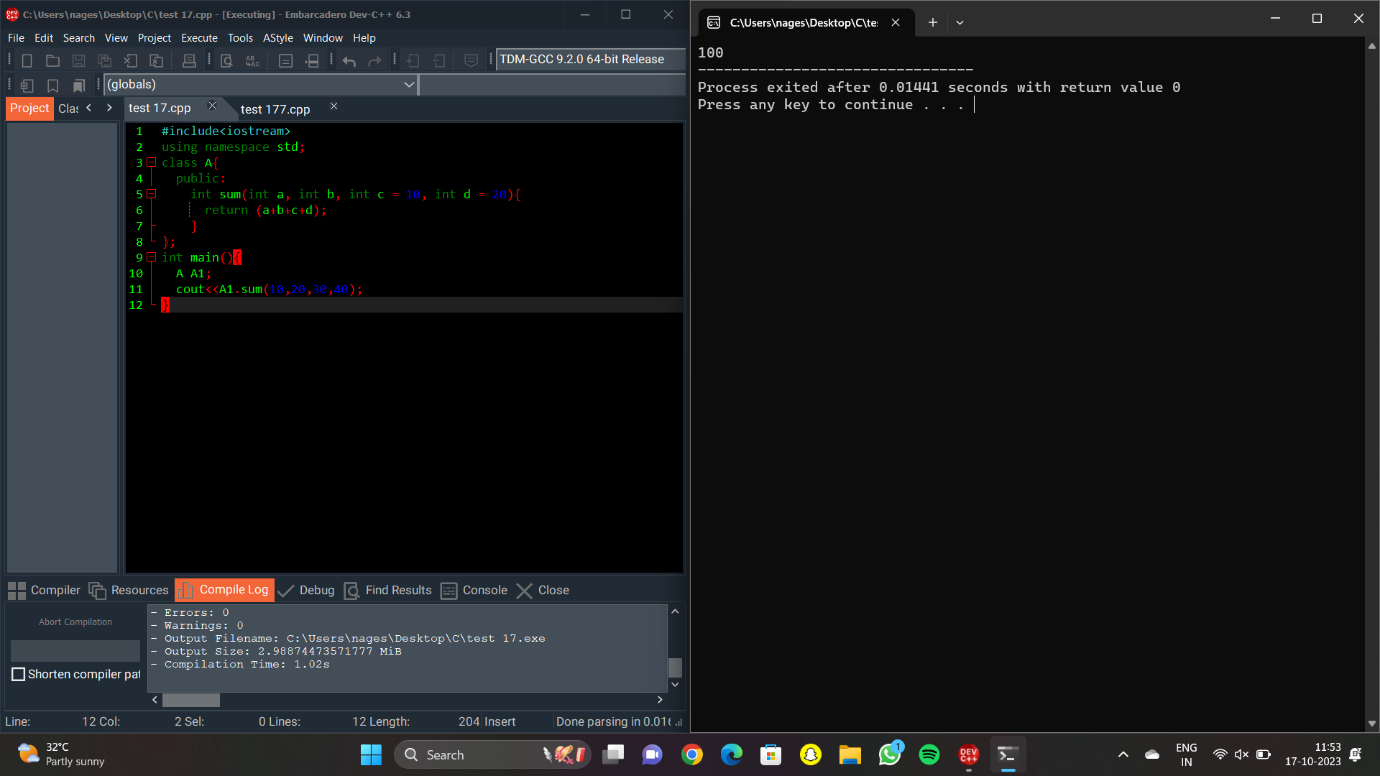 C:\Users\nages\Desktop\C\test 17.cpp - [Executing] - Embarcadero Dev-C++ 6.3
File Edit Search View Project Execute Tools AStyle Window Help
TDM-GCC 9.2.0 64-bit Release
(globals)
Project Clas test 17.cpp test 177.cpp
1 #include<iostream>
2 using namespace std;
3 class A{
4 public:
5 int sum(int a, int b, int c = 10, int d = 20){
6 return (a+b+c+d);
7 }
8 };
9 int main(){
10 A A1;
11 cout<<A1.sum(10,20,30,40);
12 }
Compiler Resources Compile Log Debug Find Results Console Close
Abort Compilation
Shorten compiler pat
- Errors: 0
- Warnings: 0
- Output Filename: C:\Users\nages\Desktop\C\test 17.exe
- Output Size: 2.98874473571777 MiB
- Compilation Time: 1.02s
Line: 12 Col: 2 Sel: 0 Lines: 12 Length: 204 Insert Done parsing in 0.016
C:\Users\nages\Desktop\C\te:
100
--------------------------------
Process exited after 0.01441 seconds with return value 0
Press any key to continue . . .
32°C
Partly sunny
Search
DEV C++
1
ENG
IN
11:53
17-10-2023